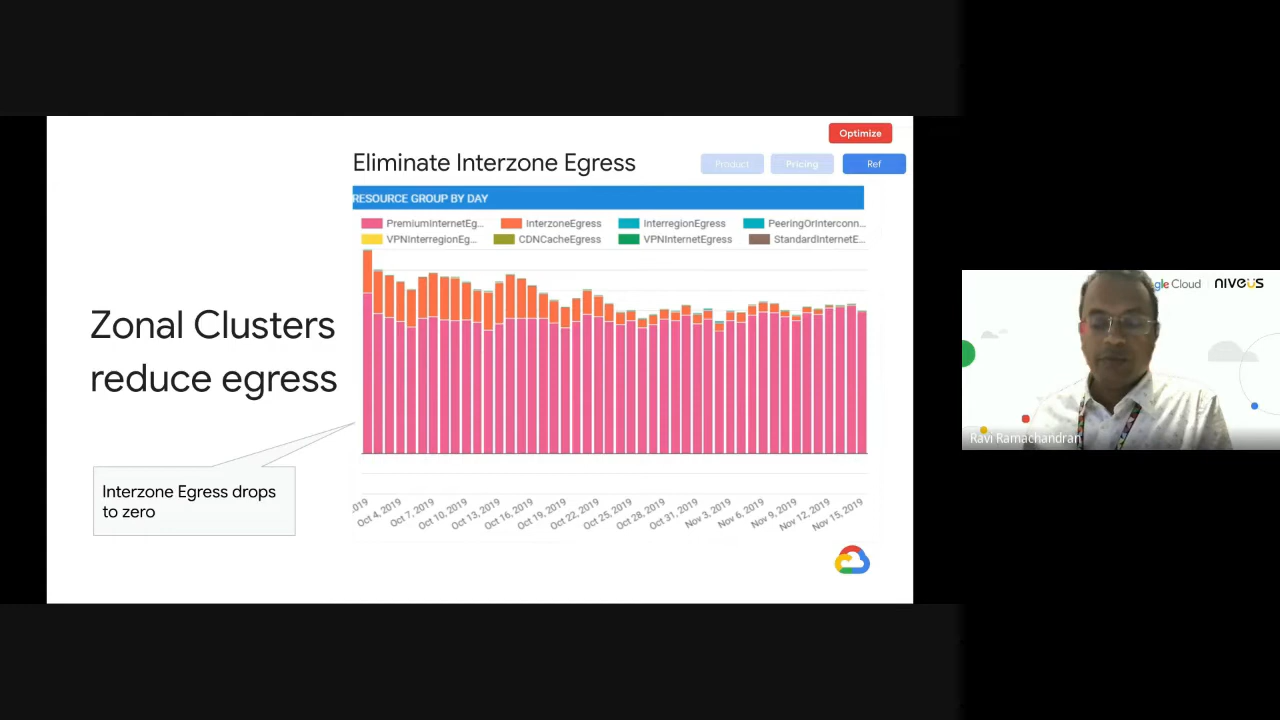 Optimize
Eliminate Interzone Egress
Product
Pricing
Ref
RESOURCE GROUP BY DAY
PremiumInternetEg...
InterzoneEgress
InterregionEgress
PeeringOrInterconn...
VPNInterregionEg...
CDNCacheEgress
VPNInternetEgress
StandardInternetE...
Zonal Clusters
reduce egress
Interzone Egress drops
to zero
2019
Oct 4, 2019
Oct 7, 2019
Oct 10, 2019
Oct 13, 2019
Oct 16, 2019
Oct 19, 2019
Oct 22, 2019
Oct 25, 2019
Oct 28, 2019
Oct 31, 2019
Nov 3, 2019
Nov 6, 2019
Nov 9, 2019
Nov 12, 2019
Nov 15, 2019
gle Cloud
niveus
Ravi Ramachandran